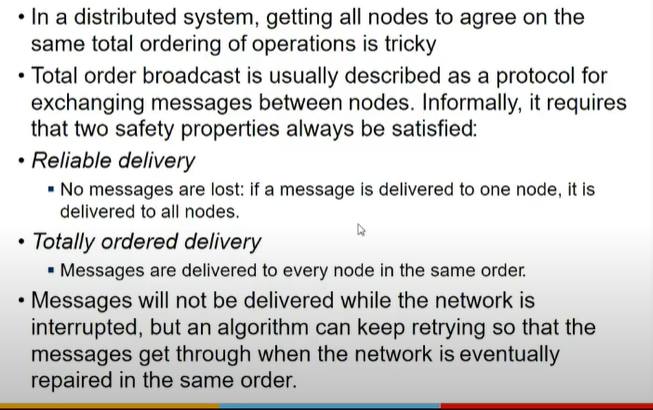 • In a distributed system, getting all nodes to agree on the
same total ordering of operations is tricky
• Total order broadcast is usually described as a protocol for
exchanging messages between nodes. Informally, it requires
that two safety properties always be satisfied:
• Reliable delivery
▪ No messages are lost: if a message is delivered to one node, it is
delivered to all nodes.
• Totally ordered delivery
▪ Messages are delivered to every node in the same order.
• Messages will not be delivered while the network is
interrupted, but an algorithm can keep retrying so that the
messages get through when the network is eventually
repaired in the same order.